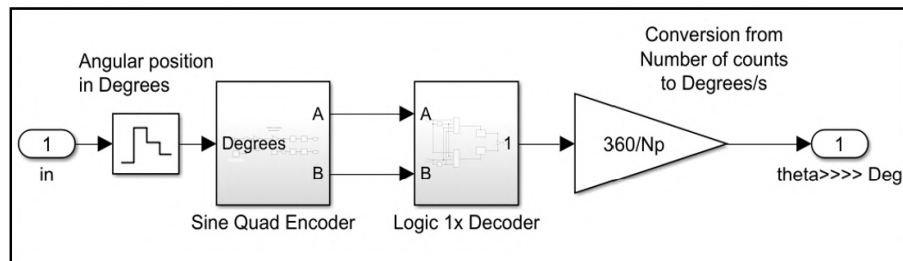 Angular position
in Degrees
Conversion from
Number of counts
to Degrees/s
1
in
Degrees
A
B
Sine Quad Encoder
A
B
1
Logic 1x Decoder
360/Np
1
theta>>>> Deg